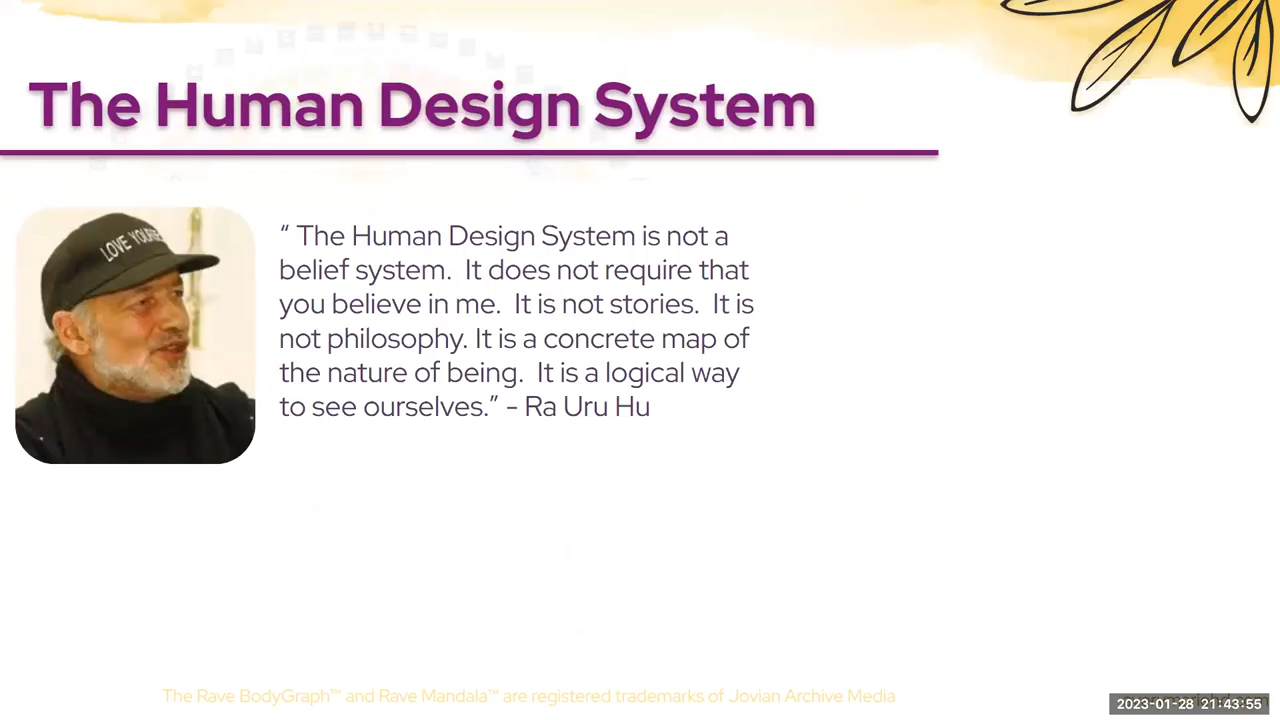 The Human Design System
LOVE YOURSE
“ The Human Design System is not a
belief system.  It does not require that
you believe in me.  It is not stories.  It is
not philosophy. It is a concrete map of
the nature of being.  It is a logical way
to see ourselves.” - Ra Uru Hu
The Rave BodyGraph™ and Rave Mandala™ are registered trademarks of Jovian Archive Media
2023-01-28 21:43:55